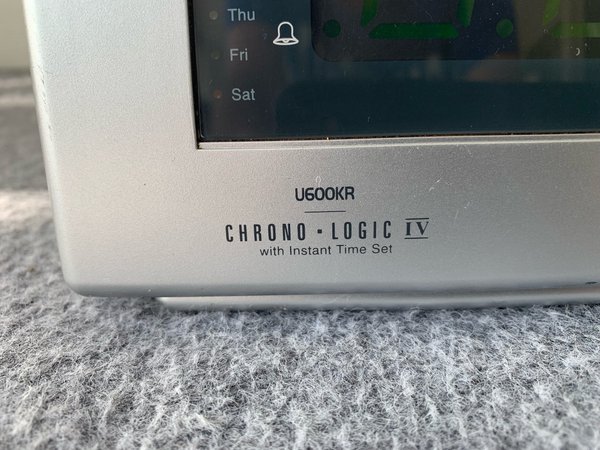 Thu
Fri
Sat
U600KR
CHRONO • LOGIC IV
with Instant Time Set